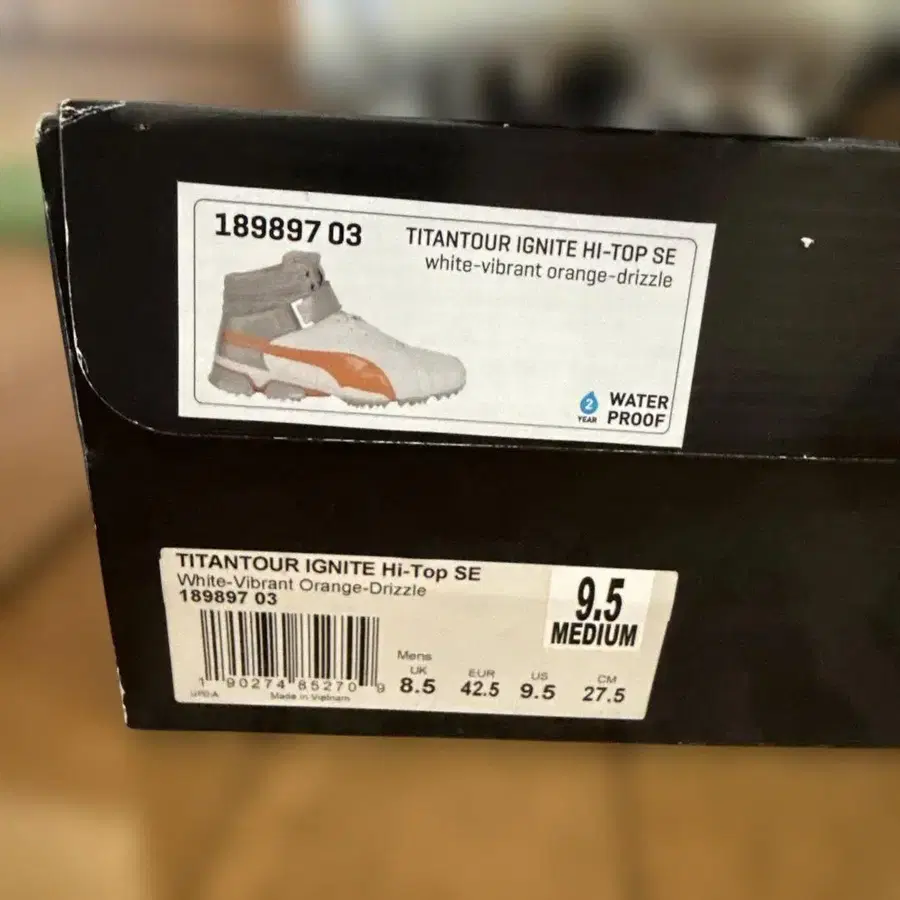 189897 03
TITANTOUR IGNITE HI-TOP SE
white-vibrant orange-drizzle
2
YEAR
WATER
PROOF
TITANTOUR IGNITE Hi-Top SE
White-Vibrant Orange-Drizzle
189897 03
9.5
MEDIUM
1 90274 85270 9
Made in Vietnam
Mens
UK
8.5
EUR
42.5
US
9.5
CM
27.5